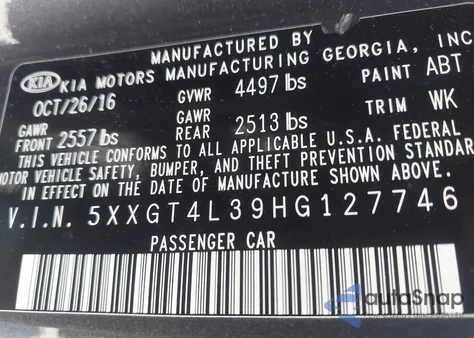 MANUFACTURED BY
KIA KIA MOTORS MANUFACTURING GEORGIA, INC
OCT/26/16 GVWR 4497 lbs PAINT ABT
GAWR FRONT 2557 lbs GAWR REAR 2513 lbs TRIM WK
THIS VEHICLE CONFORMS TO ALL U.S.A. FEDERAL
MOTOR VEHICLE SAFETY, BUMPER, AND THEFT PREVENTION STANDAR
IN EFFECT ON THE DATE OF MANUFACTURE SHOWN ABOVE.
V.I.N. 5XXGT4L39HG127746
PASSENGER CAR
autoSnap